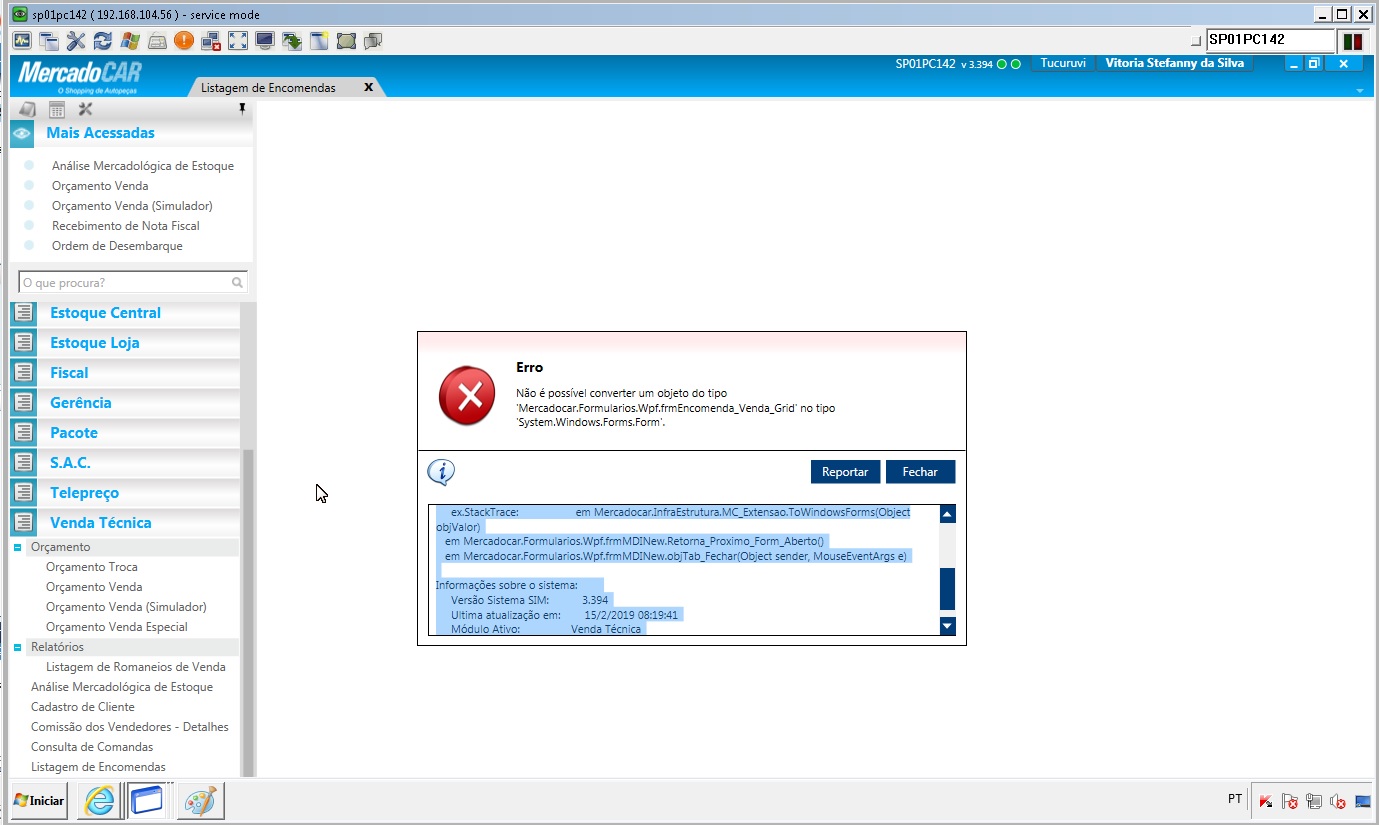 sp01pc142 ( 192.168.104.56 ) - service mode
SP01PC142
MercadoCAR
O Shopping de Autopeças
SP01PC142 v 3.394
Tucuruvi
Vitoria Stefanny da Silva
Listagem de Encomendas X
Mais Acessadas
Análise Mercadológica de Estoque
Orçamento Venda
Orçamento Venda (Simulador)
Recebimento de Nota Fiscal
Ordem de Desembarque
O que procura?
Estoque Central
Estoque Loja
Fiscal
Gerência
Pacote
S.A.C.
Telepreço
Venda Técnica
Orçamento
Orçamento Troca
Orçamento Venda
Orçamento Venda (Simulador)
Orçamento Venda Especial
Relatórios
Listagem de Romaneios de Venda
Análise Mercadológica de Estoque
Cadastro de Cliente
Comissão dos Vendedores - Detalhes
Consulta de Comandas
Listagem de Encomendas
Erro
Não é possível converter um objeto do tipo
'Mercadocar.Formularios.Wpf.frmEncomenda_Venda_Grid' no tipo
'System.Windows.Forms.Form'.
Reportar
Fechar
ex.StackTrace: em Mercadocar.InfraEstrutura.MC_Extensao.ToWindowsForms(Object
objValor)
em Mercadocar.Formularios.Wpf.frmMDINew.Retorna_Proximo_Form_Aberto()
em Mercadocar.Formularios.Wpf.frmMDINew.objTab_Fechar(Object sender, MouseEventArgs e)
Informações sobre o sistema:
Versão Sistema SIM: 3.394
Ultima atualização em: 15/2/2019 08:19:41
Módulo Ativo: Venda Técnica
Iniciar
PT